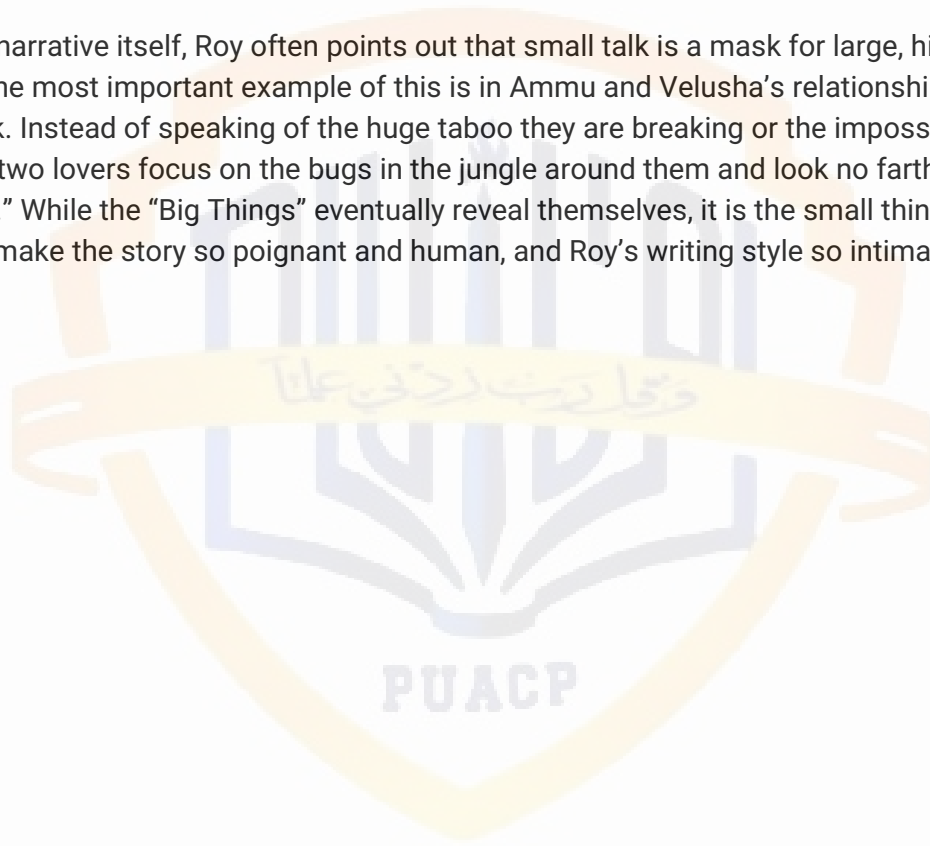 narrative itself, Roy often points out that small talk is a mask for large, hi
ne most important example of this is in Ammu and Velusha’s relationshi
k. Instead of speaking of the huge taboo they are breaking or the imposs
two lovers focus on the bugs in the jungle around them and look no farth
.” While the “Big Things” eventually reveal themselves, it is the small thin
make the story so poignant and human, and Roy’s writing style so intima
وَقُل رَبِّ زِدْنِي عِلْمًا
PUACP